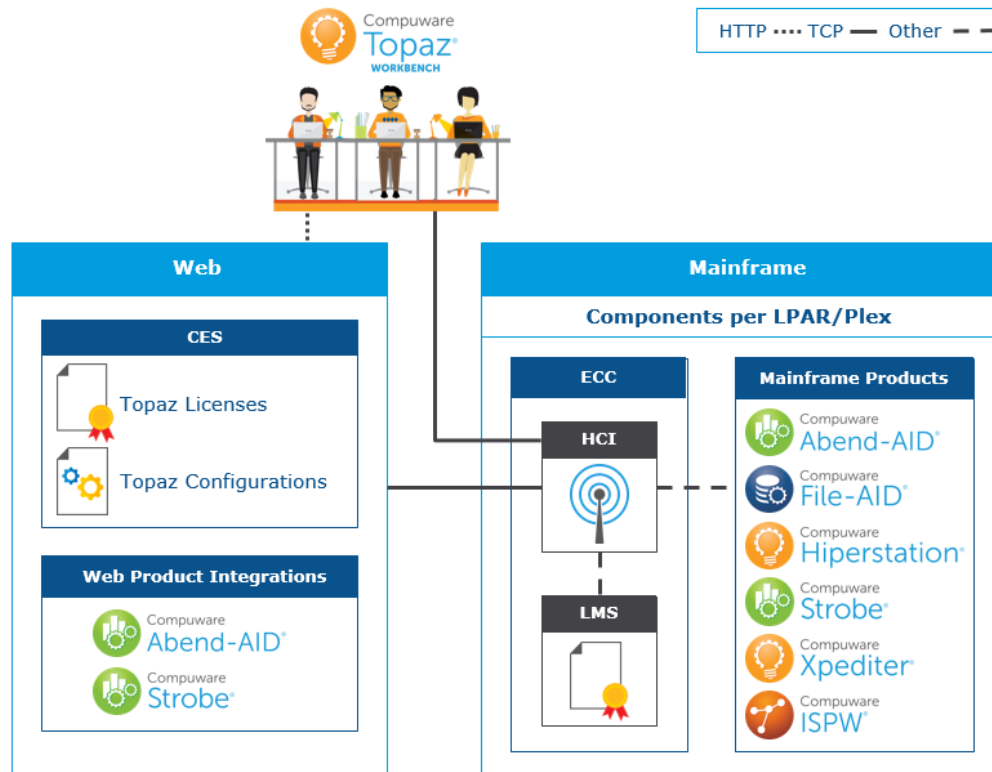 Compuware
Topaz®
WORKBENCH
HTTP TCP Other
Web
CES
Topaz Licenses
Topaz Configurations
Web Product Integrations
Compuware
Abend-AID®
Compuware
Strobe®
Mainframe
Components per LPAR/Plex
ECC
HCI
LMS
Mainframe Products
Compuware
Abend-AID®
Compuware
File-AID®
Compuware
Hiperstation®
Compuware
Strobe®
Compuware
Xpediter®
Compuware
ISPW®